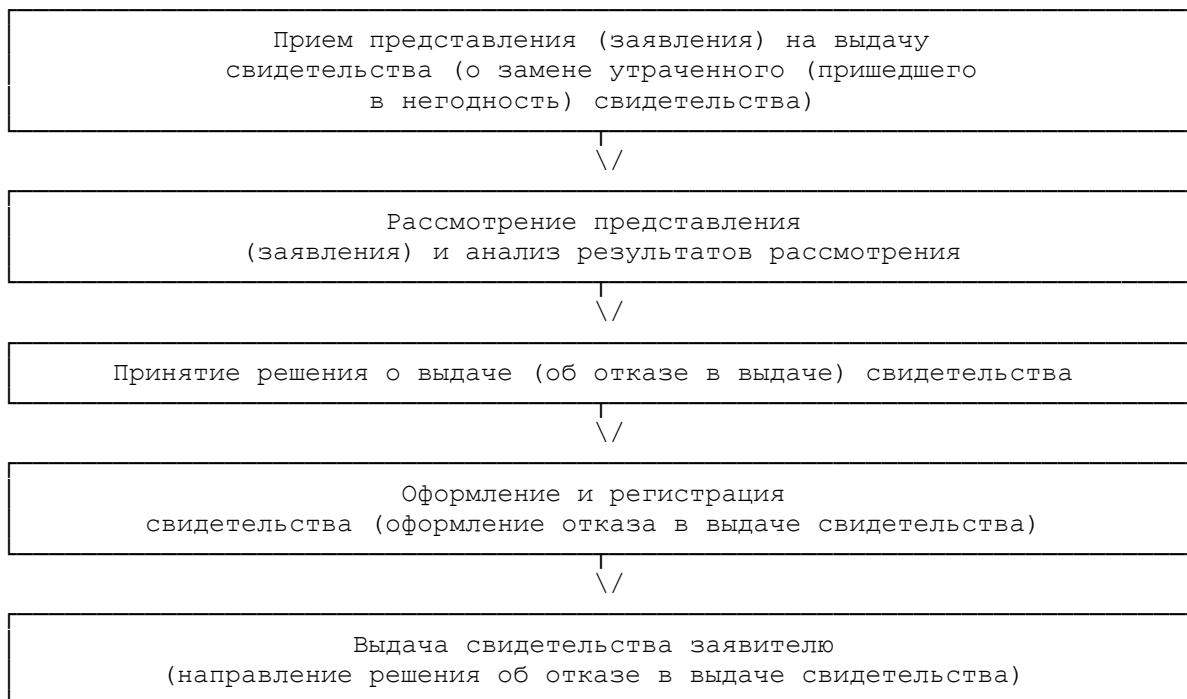 Прием представления (заявления) на выдачу
свидетельства (о замене утраченного (пришедшего
в негодность) свидетельства)
\/
Рассмотрение представления
(заявления) и анализ результатов рассмотрения
\/
Принятие решения о выдаче (об отказе в выдаче) свидетельства
\/
Оформление и регистрация
свидетельства (оформление отказа в выдаче свидетельства)
\/
Выдача свидетельства заявителю
(направление решения об отказе в выдаче свидетельства)